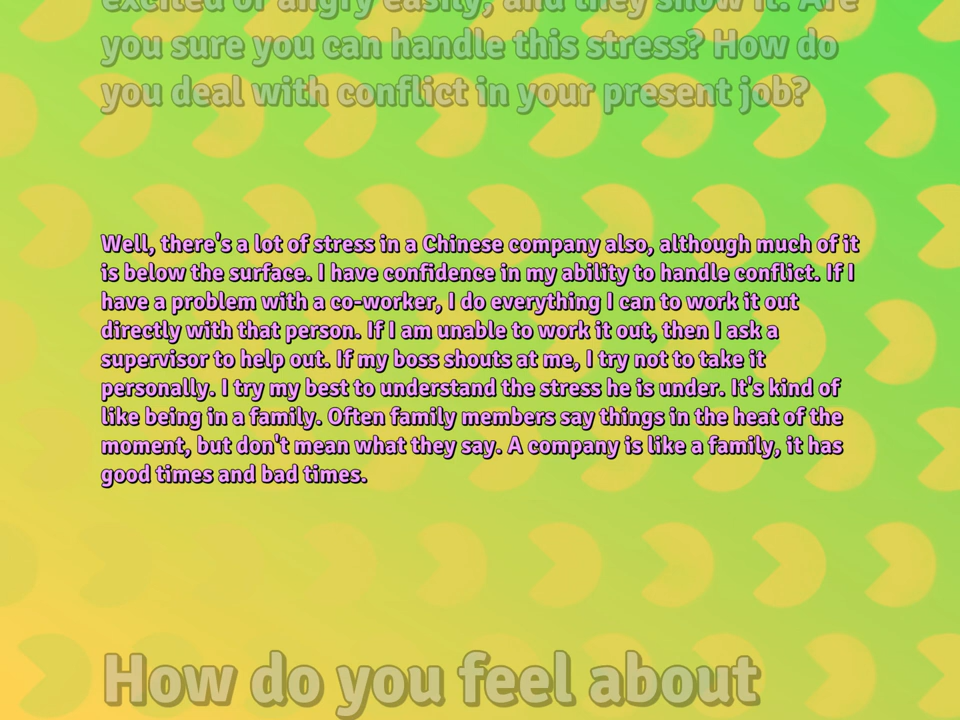 excited or angry easily, and they show it. Are
you sure you can handle this stress? How do
you deal with conflict in your present job?
Well, there's a lot of stress in a Chinese company also, although much of it
is below the surface. I have confidence in my ability to handle conflict. If I
have a problem with a co-worker, I do everything I can to work it out
directly with that person. If I am unable to work it out, then I ask a
supervisor to help out. If my boss shouts at me, I try not to take it
personally. I try my best to understand the stress he is under. It's kind of
like being in a family. Often family members say things in the heat of the
moment, but don't mean what they say. A company is like a family, it has
good times and bad times.
How do you feel about